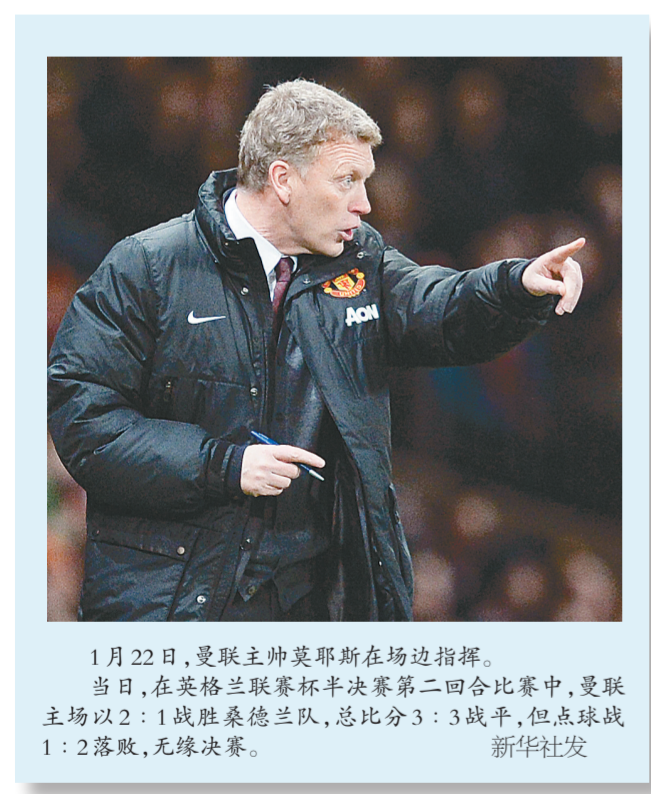 UNITED
AON
1月22日,曼联主帅莫耶斯在场边指挥。
当日,在英格兰联赛杯半决赛第二回合比赛中,曼联
主场以2∶1战胜桑德兰队,总比分3∶3战平,但点球战
1∶2落败,无缘决赛。 新华社发